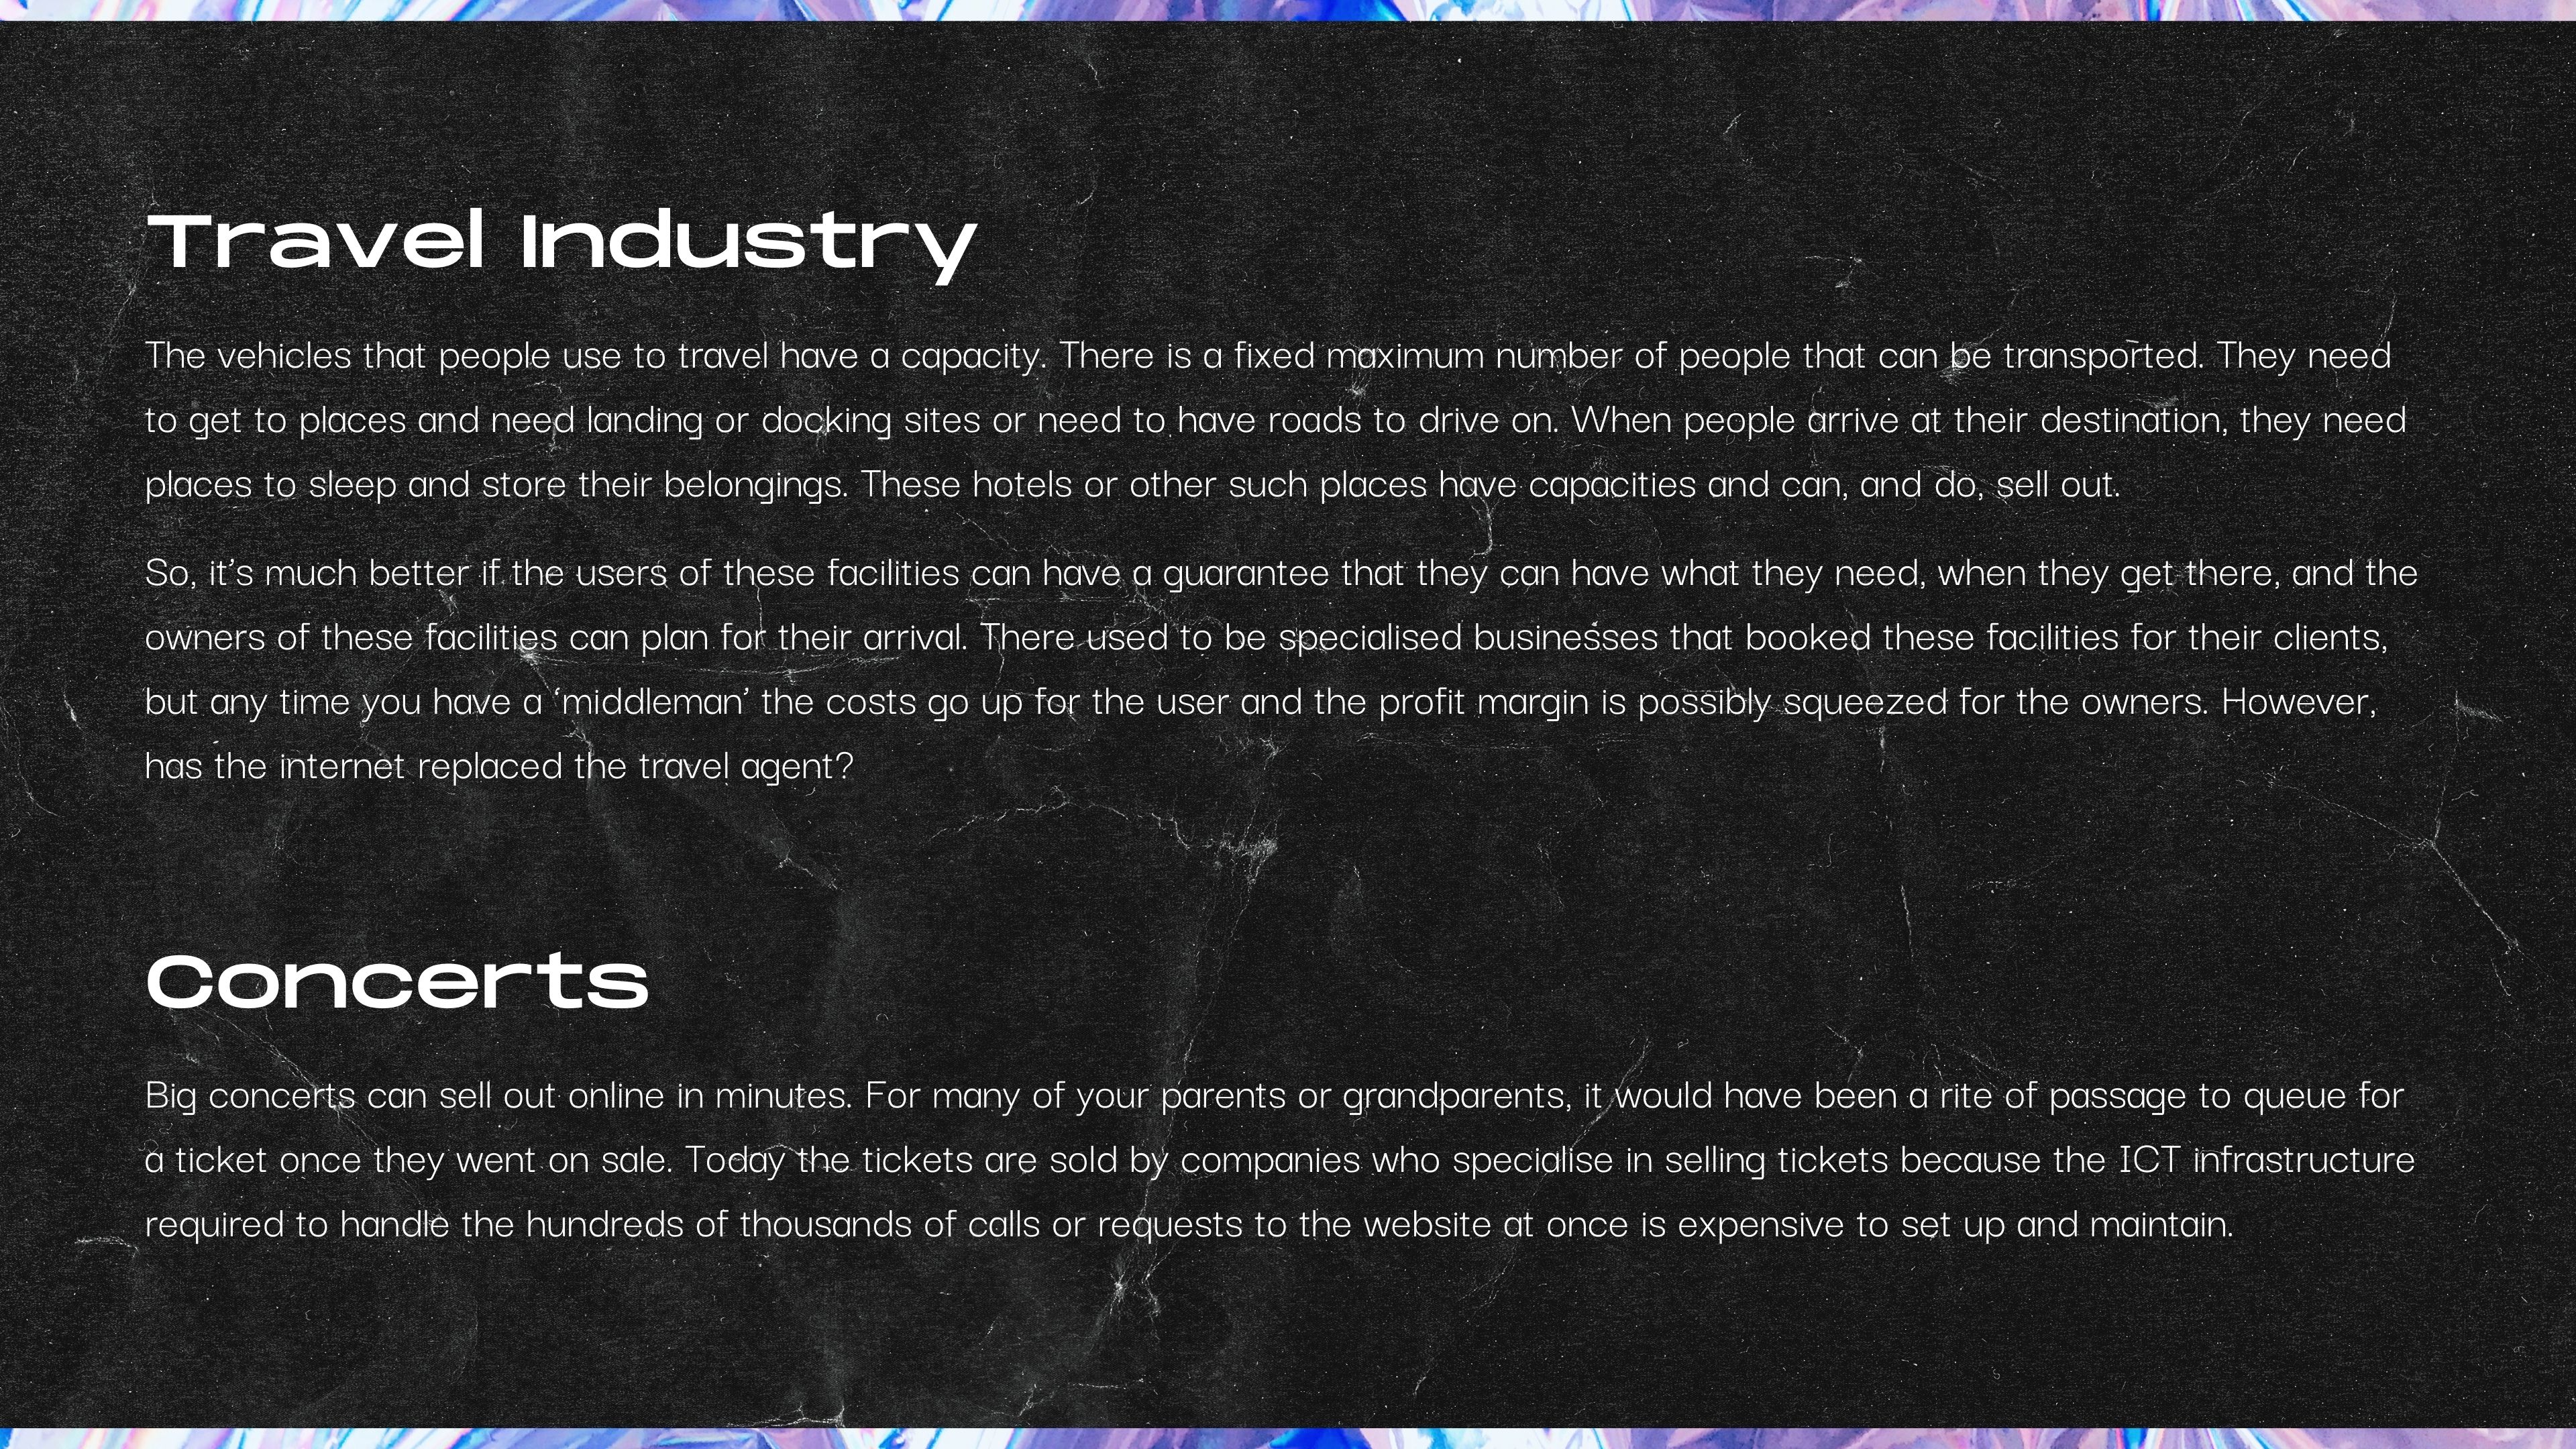 Travel Industry
The vehicles that people use to travel have a capacity. There is a fixed maximum number of people that can be transported. They need
to get to places and need landing or docking sites or need to have roads to drive on. When people arrive at their destination, they need
places to sleep and store their belongings. These hotels or other such places have capacities and can, and do, sell out.
So, it’s much better if the users of these facilities can have a guarantee that they can have what they need, when they get there, and the
owners of these facilities can plan for their arrival. There used to be specialised businesses that booked these facilities for their clients,
but any time you have a ‘middleman’ the costs go up for the user and the profit margin is possibly squeezed for the owners. However,
has the internet replaced the travel agent?
Concerts
Big concerts can sell out online in minutes. For many of your parents or grandparents, it would have been a rite of passage to queue for
a ticket once they went on sale. Today the tickets are sold by companies who specialise in selling tickets because the ICT infrastructure
required to handle the hundreds of thousands of calls or requests to the website at once is expensive to set up and maintain.